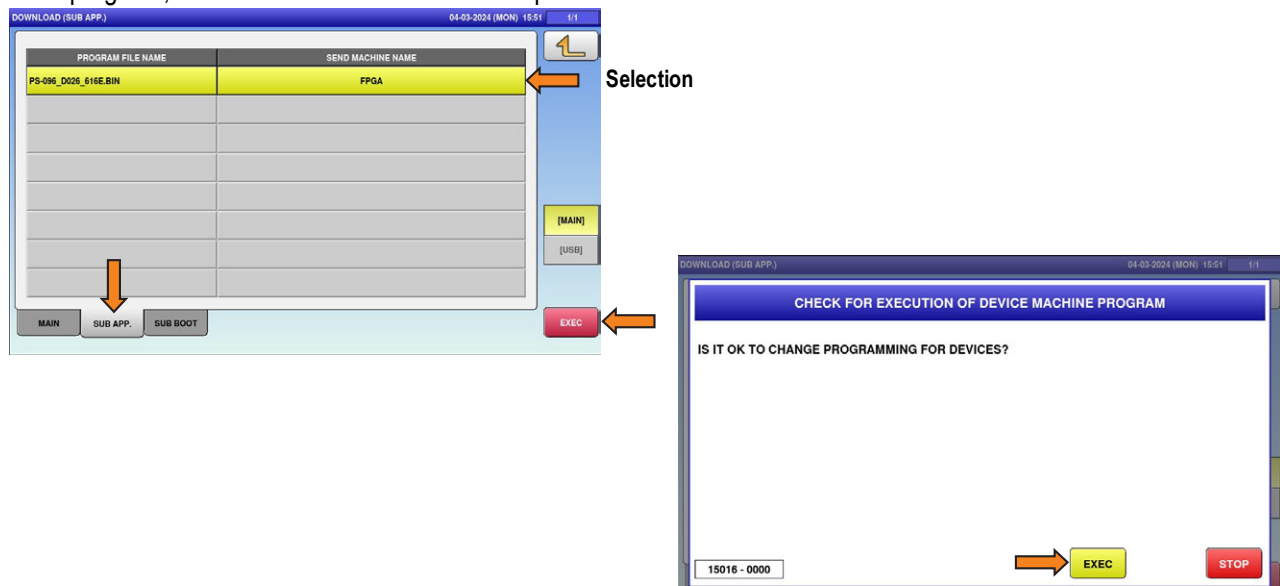 DOWNLOAD (SUB APP.) 04-03-2024 (MON) 15:51 1/1
PROGRAM FILE NAME SEND MACHINE NAME
PS-096_D026_616E.BIN FPGA
Selection
[MAIN]
[USB]
MAIN SUB APP. SUB BOOT EXEC
DOWNLOAD (SUB APP.) 04-03-2024 (MON) 15:51 1/1
CHECK FOR EXECUTION OF DEVICE MACHINE PROGRAM
IS IT OK TO CHANGE PROGRAMMING FOR DEVICES?
15016 - 0000 EXEC STOP